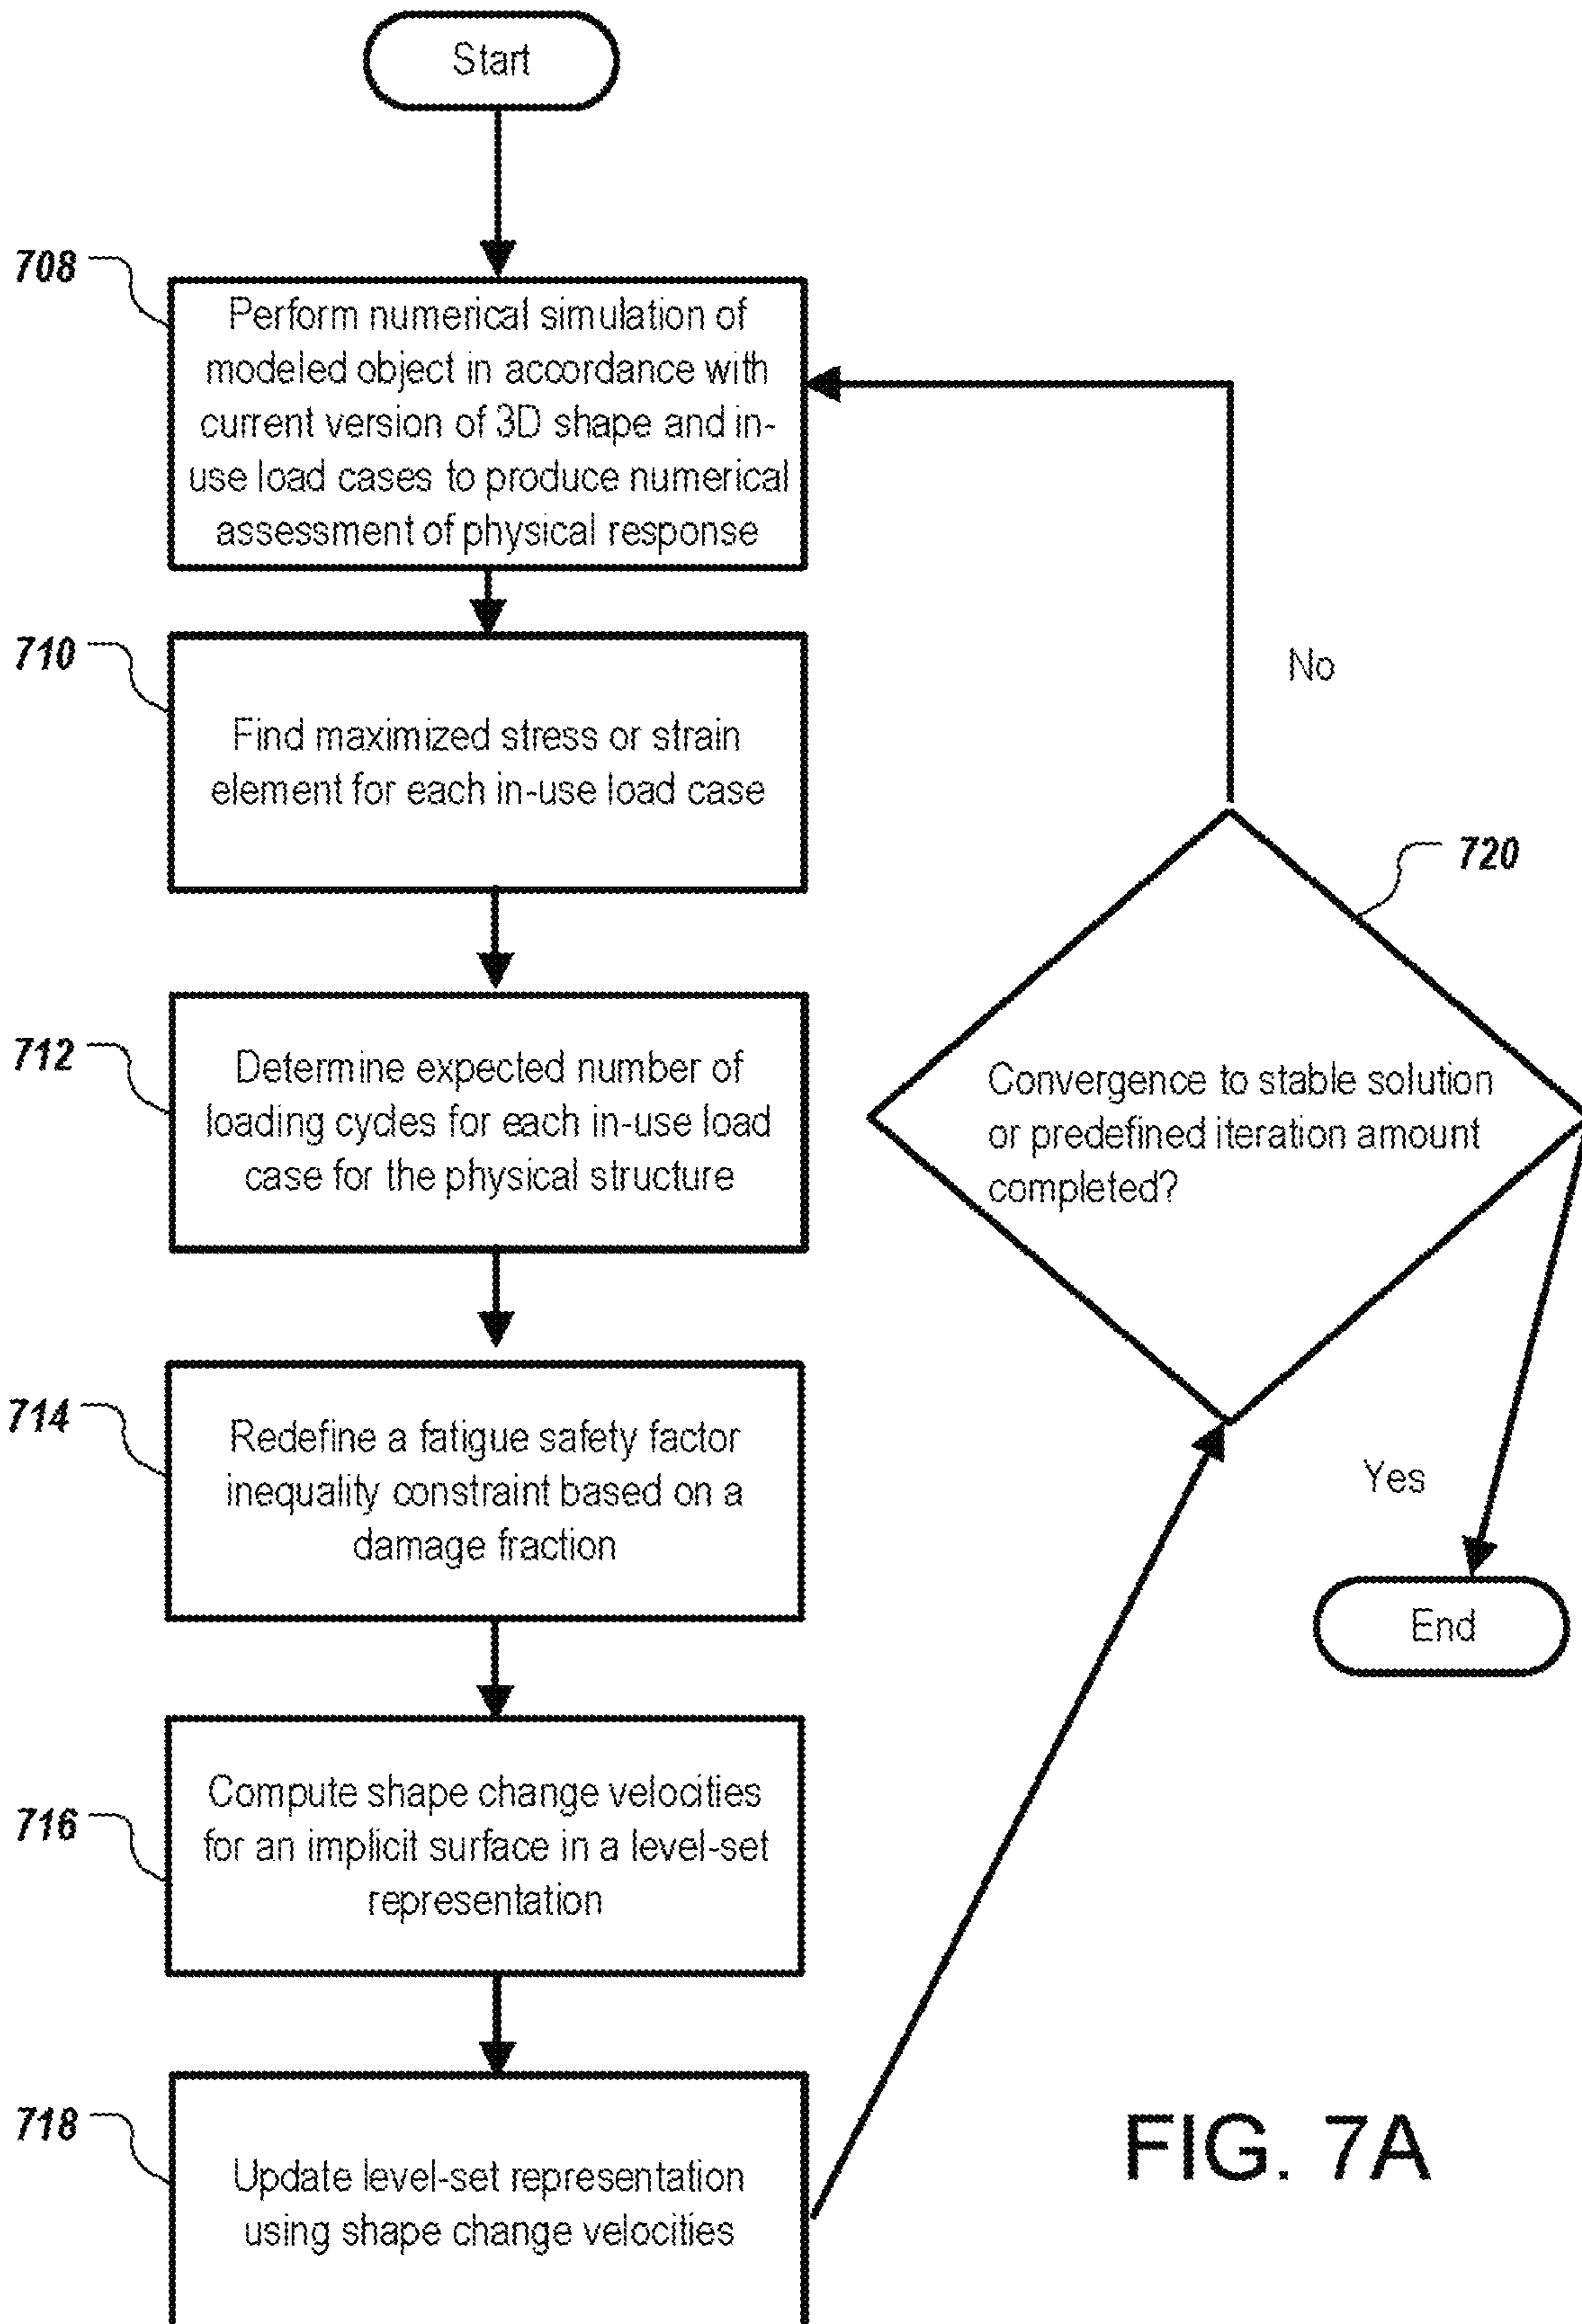 Start
708
Perform numerical simulation of
modeled object in accordance with
current version of 3D shape and in-
use load cases to produce numerical
assessment of physical response
710
Find maximized stress or strain
element for each in-use load case
712
Determine expected number of
loading cycles for each in-use load
case for the physical structure
714
Redefine a fatigue safety factor
inequality constraint based on a
damage fraction
716
Compute shape change velocities
for an implicit surface in a level-set
representation
718
Update level-set representation
using shape change velocities
720
Convergence to stable solution
or predefined iteration amount
completed?
No
Yes
End
FIG. 7A